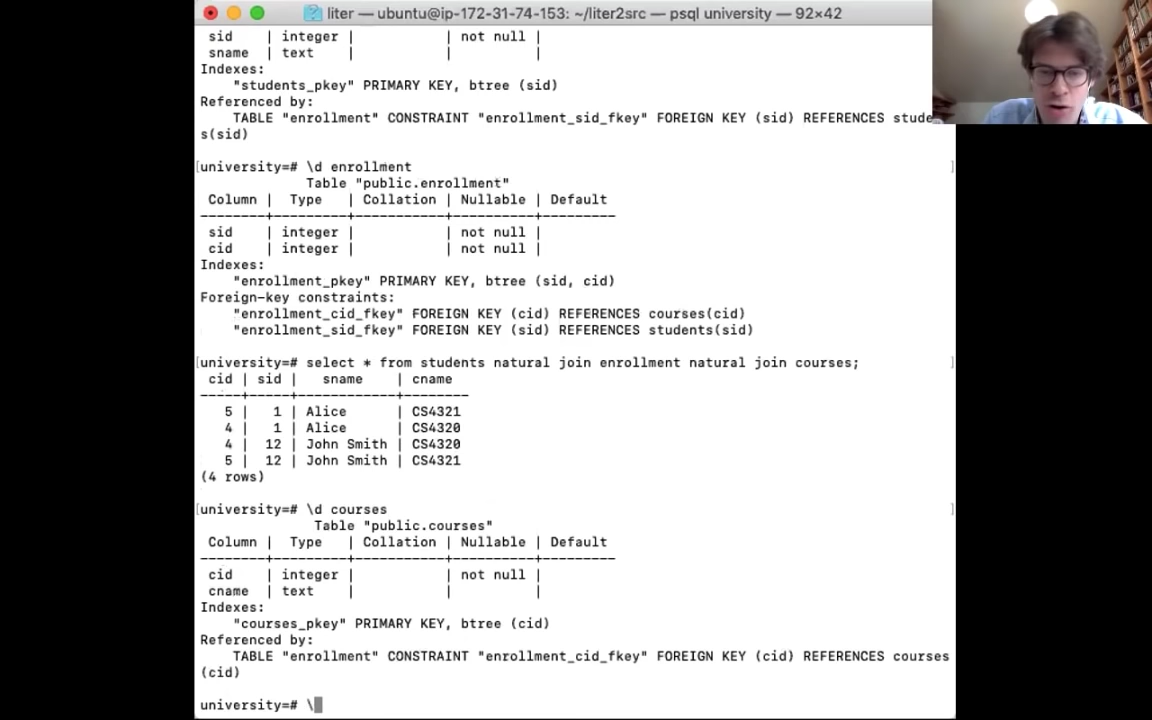 liter — ubuntu@ip-172-31-74-153: ~/liter2src — psql university — 92×42
 sid    | integer |           | not null |
 sname  | text    |           |          |
Indexes:
    "students_pkey" PRIMARY KEY, btree (sid)
Referenced by:
    TABLE "enrollment" CONSTRAINT "enrollment_sid_fkey" FOREIGN KEY (sid) REFERENCES stude
s(sid)
[university=# \d enrollment ]
             Table "public.enrollment"
 Column |  Type   | Collation | Nullable | Default
--------+---------+-----------+----------+---------
 sid    | integer |           | not null |
 cid    | integer |           | not null |
Indexes:
    "enrollment_pkey" PRIMARY KEY, btree (sid, cid)
Foreign-key constraints:
    "enrollment_cid_fkey" FOREIGN KEY (cid) REFERENCES courses(cid)
    "enrollment_sid_fkey" FOREIGN KEY (sid) REFERENCES students(sid)
[university=# select * from students natural join enrollment natural join courses; ]
 cid | sid |   sname    | cname
-----+-----+------------+--------
   5 |   1 | Alice      | CS4321
   4 |   1 | Alice      | CS4320
   4 |  12 | John Smith | CS4320
   5 |  12 | John Smith | CS4321
(4 rows)
[university=# \d courses ]
              Table "public.courses"
 Column |  Type   | Collation | Nullable | Default
--------+---------+-----------+----------+---------
 cid    | integer |           | not null |
 cname  | text    |           |          |
Indexes:
    "courses_pkey" PRIMARY KEY, btree (cid)
Referenced by:
    TABLE "enrollment" CONSTRAINT "enrollment_cid_fkey" FOREIGN KEY (cid) REFERENCES courses
(cid)
university=# \